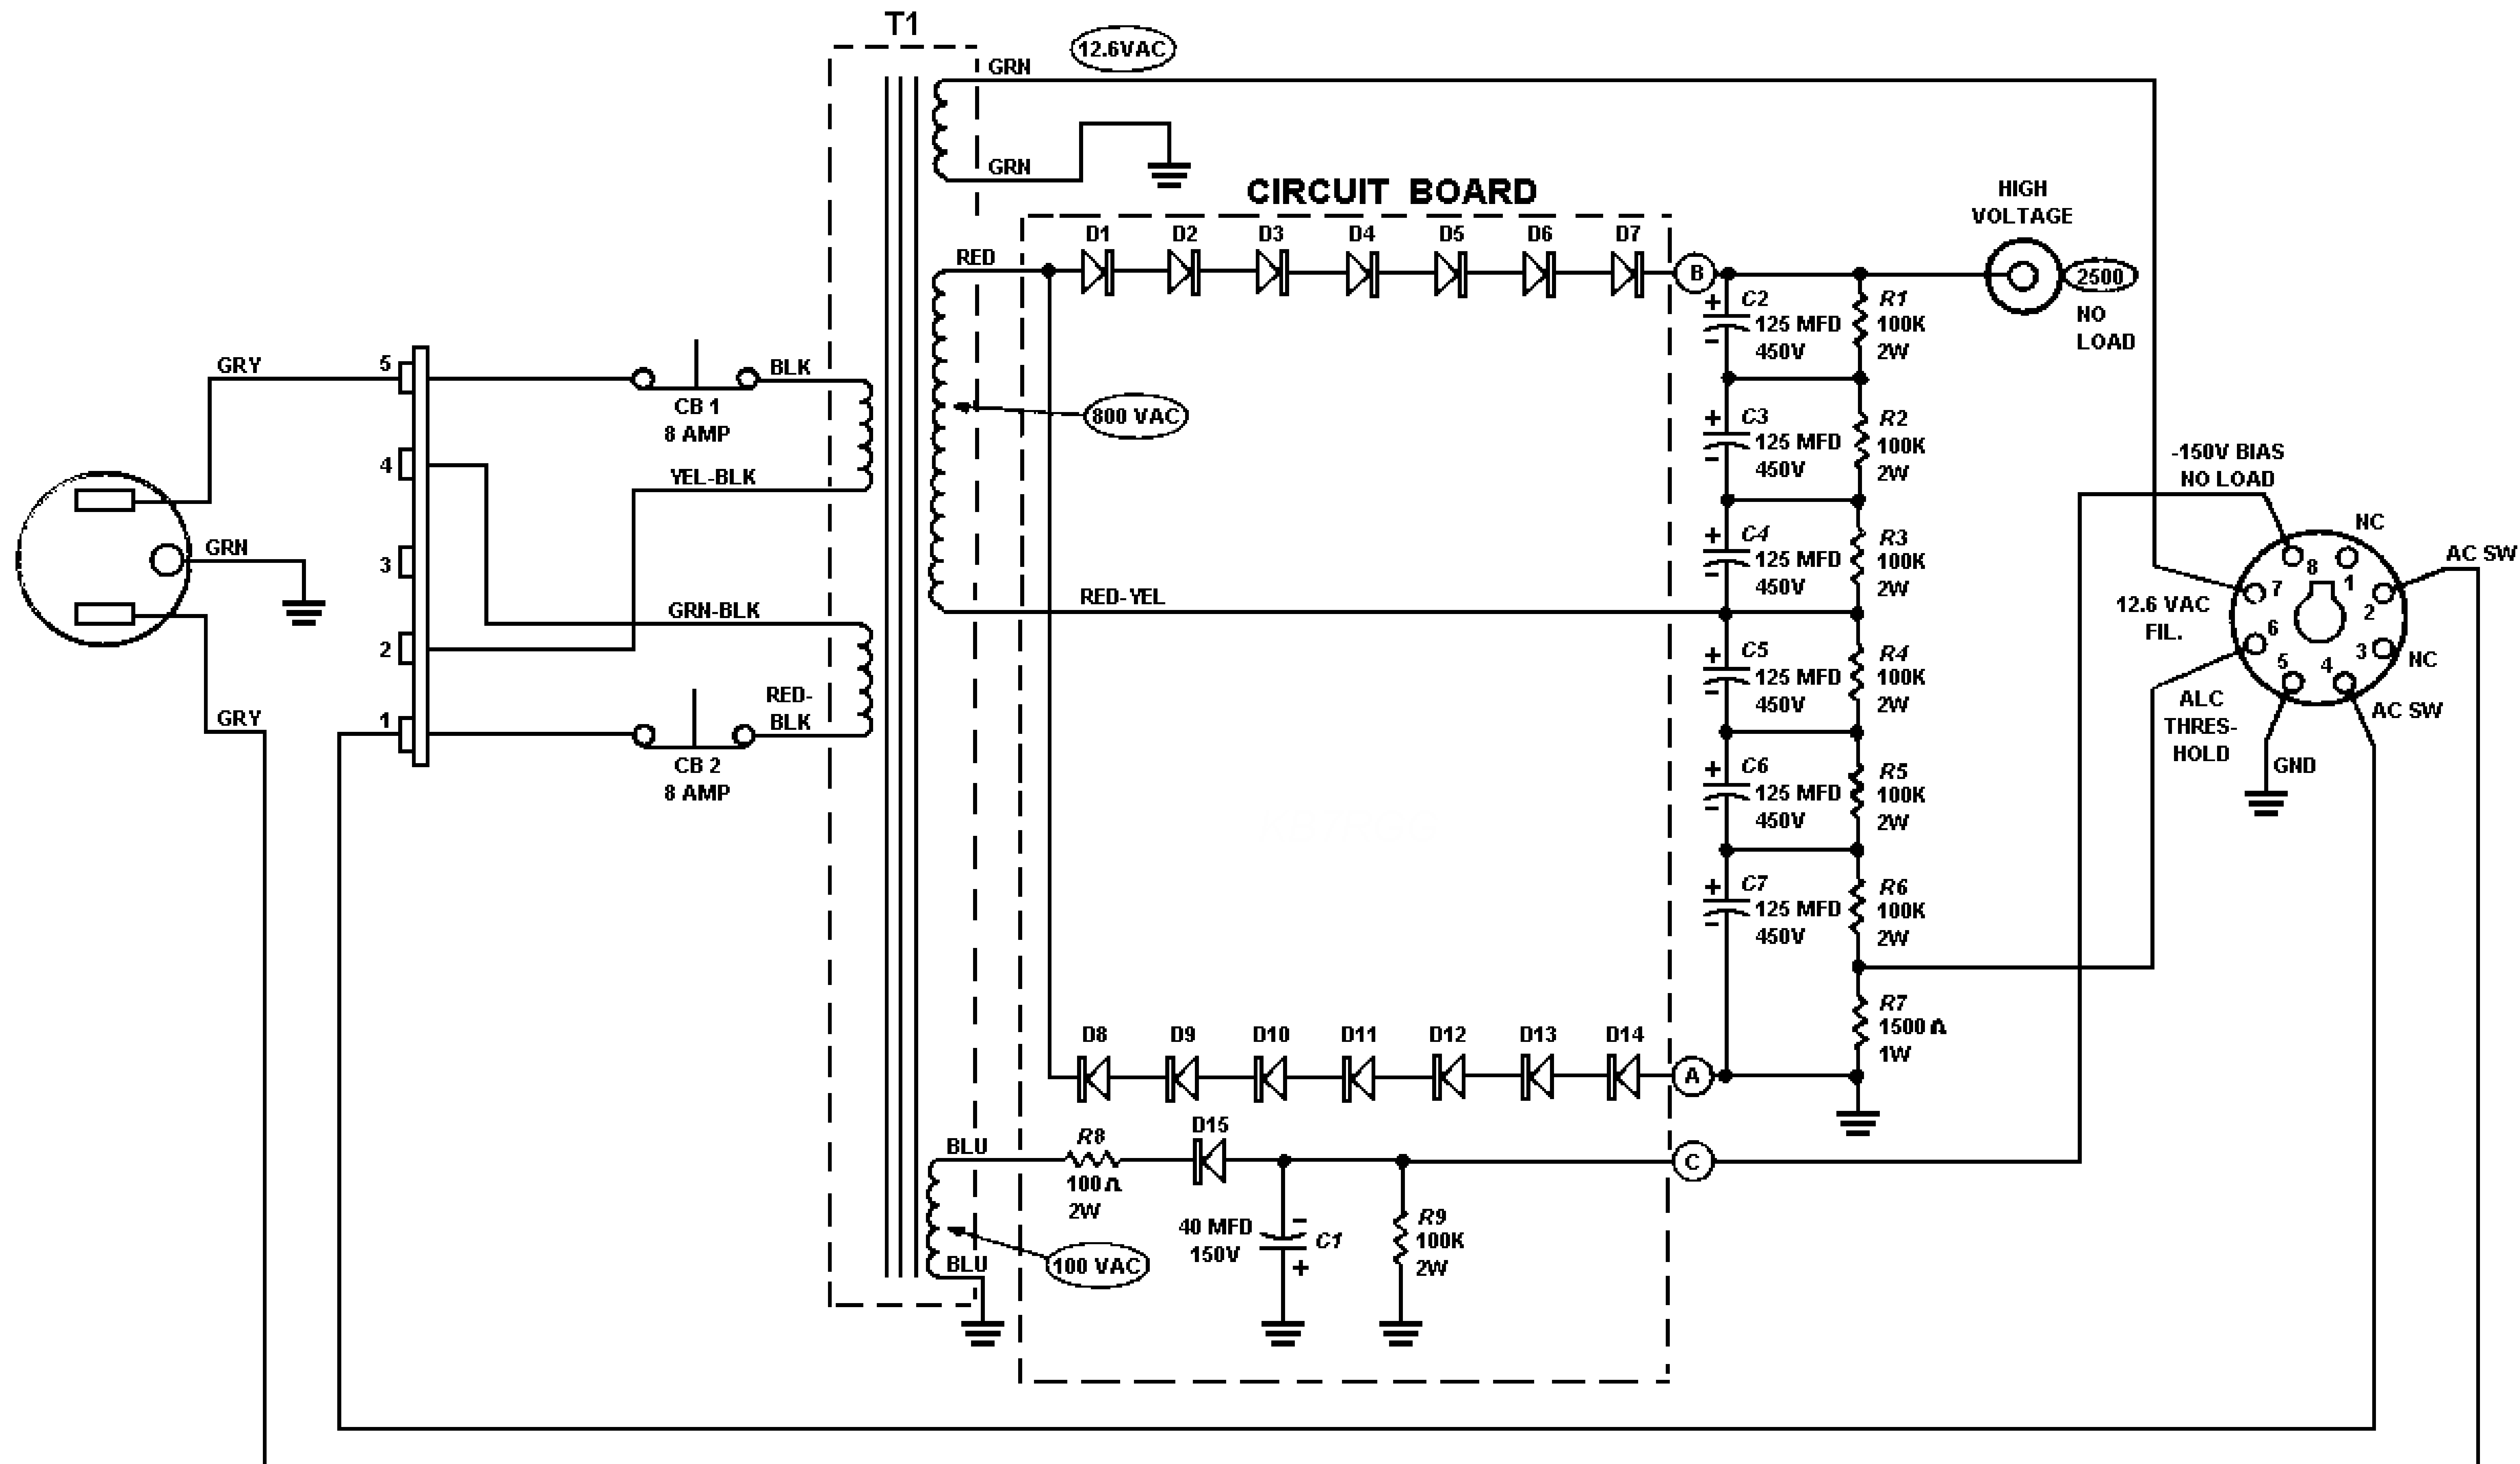 T1
12.6VAC
GRN
GRN
CIRCUIT BOARD
HIGH
VOLTAGE
2500
NO
LOAD
D1 D2 D3 D4 D5 D6 D7
RED
B
C2
125 MFD
450V
R1
100K
2W
GRY
5
CB 1
8 AMP
BLK
800 VAC
C3
125 MFD
450V
R2
100K
2W
4
YEL-BLK
-150V BIAS
NO LOAD
GRN
3
C4
125 MFD
450V
R3
100K
2W
NC
AC SW
8
1
7
2
12.6 VAC
FIL.
6
3
NC
5
4
GRN-BLK
RED-YEL
2
C5
125 MFD
450V
R4
100K
2W
ALC
THRES-
HOLD
AC SW
GND
GRY
1
RED-
BLK
CB 2
8 AMP
C6
125 MFD
450V
R5
100K
2W
C7
125 MFD
450V
R6
100K
2W
R7
1500 Ω
1W
D8 D9 D10 D11 D12 D13 D14
A
BLU
R8
100 Ω
2W
D15
C
40 MFD
150V
C1
R9
100K
2W
100 VAC
BLU